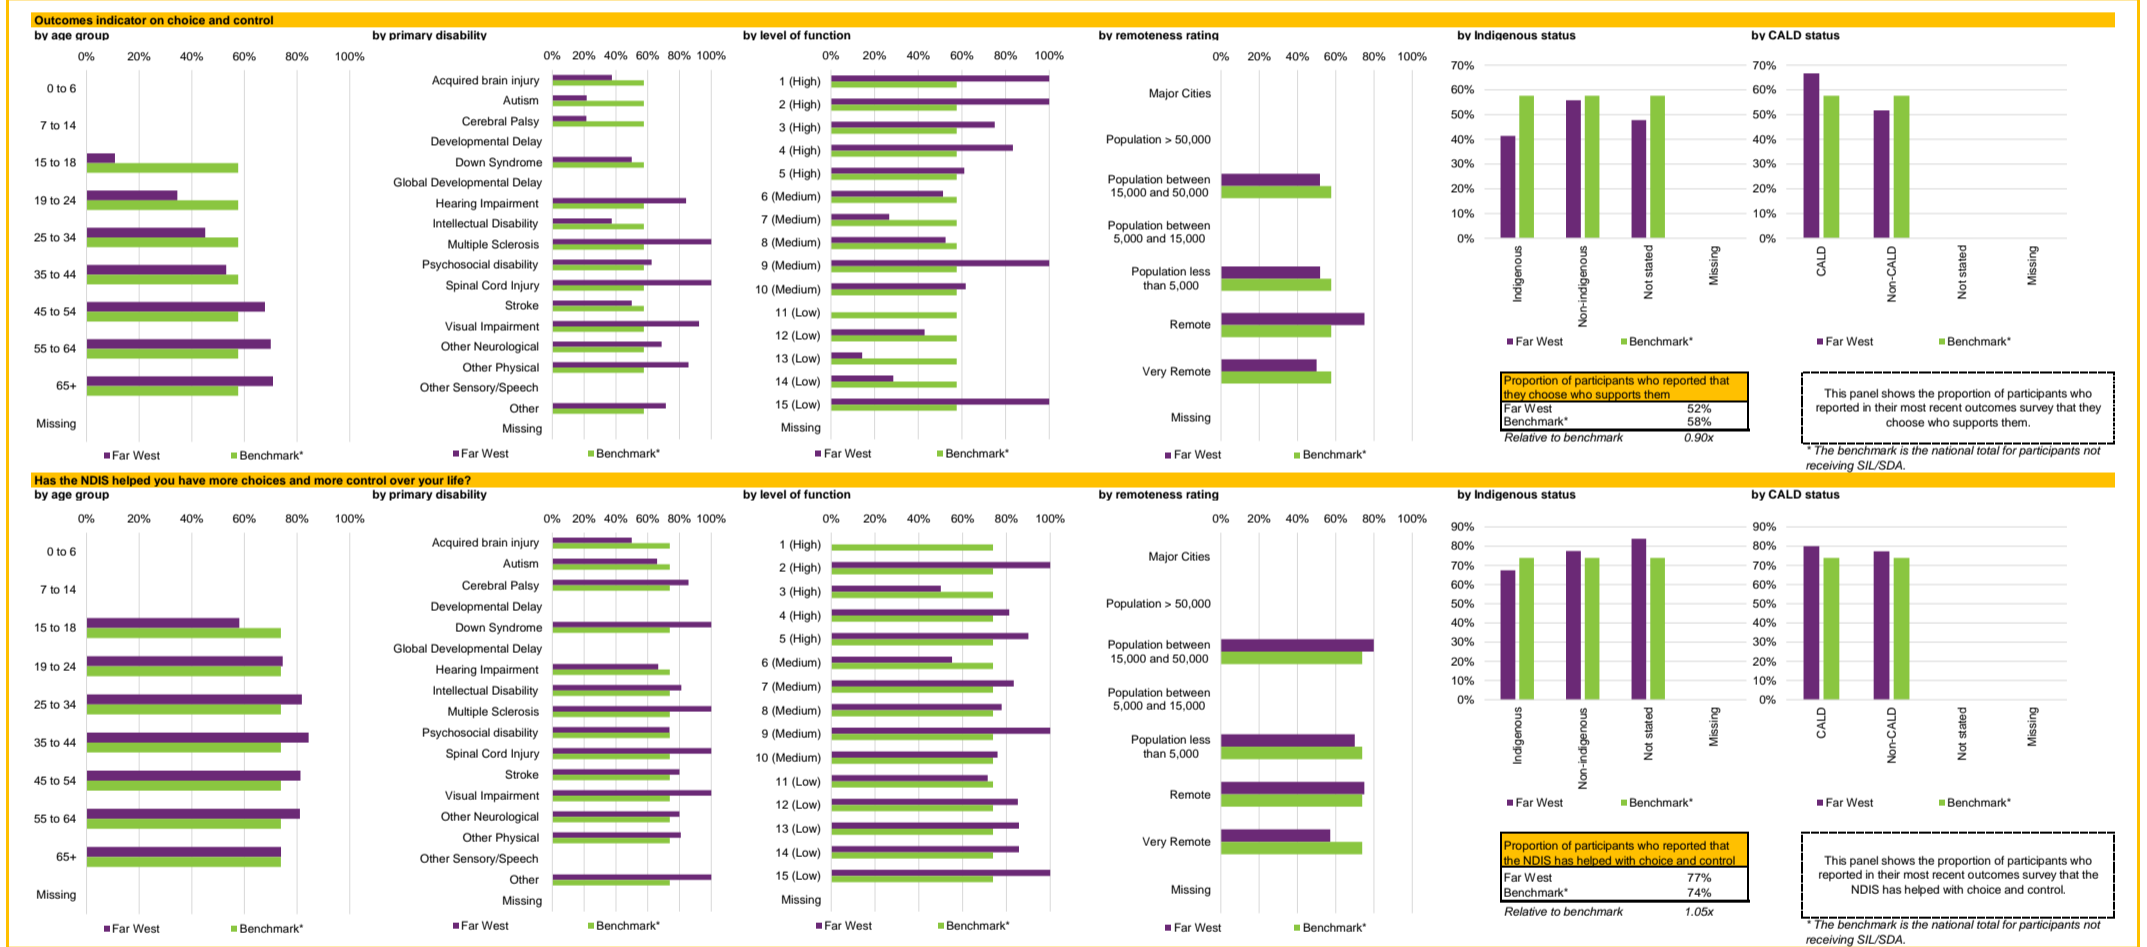 Outcomes indicator on choice and control
by age group
0% 20% 40% 60% 80% 100%
0 to 6
7 to 14
15 to 18
19 to 24
25 to 34
35 to 44
45 to 54
55 to 64
65+
Missing
Far West Benchmark*
by primary disability
0% 20% 40% 60% 80% 100%
Acquired brain injury
Autism
Cerebral Palsy
Developmental Delay
Down Syndrome
Global Developmental Delay
Hearing Impairment
Intellectual Disability
Multiple Sclerosis
Psychosocial disability
Spinal Cord Injury
Stroke
Visual Impairment
Other Neurological
Other Physical
Other Sensory/Speech
Other
Missing
Far West Benchmark*
by level of function
0% 20% 40% 60% 80% 100%
1 (High)
2 (High)
3 (High)
4 (High)
5 (High)
6 (Medium)
7 (Medium)
8 (Medium)
9 (Medium)
10 (Medium)
11 (Low)
12 (Low)
13 (Low)
14 (Low)
15 (Low)
Missing
Far West Benchmark*
by remoteness rating
0% 20% 40% 60% 80% 100%
Major Cities
Population > 50,000
Population between
15,000 and 50,000
Population between
5,000 and 15,000
Population less
than 5,000
Remote
Very Remote
Missing
Far West Benchmark*
by Indigenous status
70%
60%
50%
40%
30%
20%
10%
0%
Indigenous
Non-indigenous
Not stated
Missing
Far West Benchmark*
Proportion of participants who reported that
they choose who supports them
Far West 52%
Benchmark* 58%
Relative to benchmark 0.90x
by CALD status
70%
60%
50%
40%
30%
20%
10%
0%
CALD
Non-CALD
Not stated
Missing
Far West Benchmark*
This panel shows the proportion of participants who
reported in their most recent outcomes survey that they
choose who supports them.
* The benchmark is the national total for participants not
receiving SIL/SDA.
Has the NDIS helped you have more choices and more control over your life?
by age group
0% 20% 40% 60% 80% 100%
0 to 6
7 to 14
15 to 18
19 to 24
25 to 34
35 to 44
45 to 54
55 to 64
65+
Missing
Far West Benchmark*
by primary disability
0% 20% 40% 60% 80% 100%
Acquired brain injury
Autism
Cerebral Palsy
Developmental Delay
Down Syndrome
Global Developmental Delay
Hearing Impairment
Intellectual Disability
Multiple Sclerosis
Psychosocial disability
Spinal Cord Injury
Stroke
Visual Impairment
Other Neurological
Other Physical
Other Sensory/Speech
Other
Missing
Far West Benchmark*
by level of function
0% 20% 40% 60% 80% 100%
1 (High)
2 (High)
3 (High)
4 (High)
5 (High)
6 (Medium)
7 (Medium)
8 (Medium)
9 (Medium)
10 (Medium)
11 (Low)
12 (Low)
13 (Low)
14 (Low)
15 (Low)
Missing
Far West Benchmark*
by remoteness rating
0% 20% 40% 60% 80% 100%
Major Cities
Population > 50,000
Population between
15,000 and 50,000
Population between
5,000 and 15,000
Population less
than 5,000
Remote
Very Remote
Missing
Far West Benchmark*
by Indigenous status
90%
80%
70%
60%
50%
40%
30%
20%
10%
0%
Indigenous
Non-indigenous
Not stated
Missing
Far West Benchmark*
Proportion of participants who reported that
the NDIS has helped with choice and control
Far West 77%
Benchmark* 74%
Relative to benchmark 1.05x
by CALD status
90%
80%
70%
60%
50%
40%
30%
20%
10%
0%
CALD
Non-CALD
Not stated
Missing
Far West Benchmark*
This panel shows the proportion of participants who
reported in their most recent outcomes survey that the
NDIS has helped with choice and control.
* The benchmark is the national total for participants not
receiving SIL/SDA.